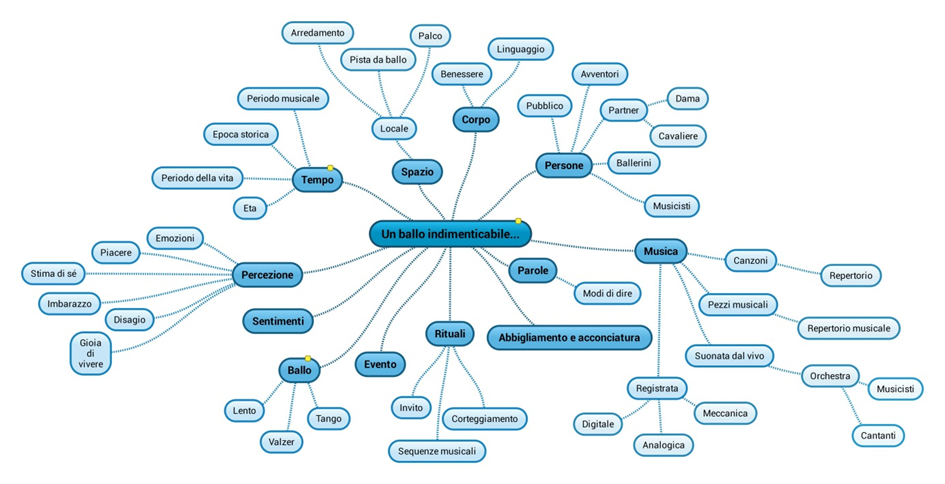 Arredamento
Palco
Linguaggio
Pista da ballo
Benessere
Avventori
Periodo musicale
Pubblico
Partner
Dama
Epoca storica
Locale
Corpo
Cavaliere
Periodo della vita
Tempo
Spazio
Persone
Ballerini
Eta
Musicisti
Un ballo indimenticabile...
Emozioni
Piacere
Musica
Canzoni
Stima di sé
Percezione
Parole
Repertorio
Imbarazzo
Modi di dire
Pezzi musicali
Disagio
Sentimenti
Rituali
Abbigliamento e acconciatura
Repertorio musicale
Gioia
di
vivere
Ballo
Evento
Suonata dal vivo
Orchestra
Registrata
Musicisti
Lento
Tango
Invito
Corteggiamento
Digitale
Meccanica
Valzer
Sequenze musicali
Analogica
Cantanti